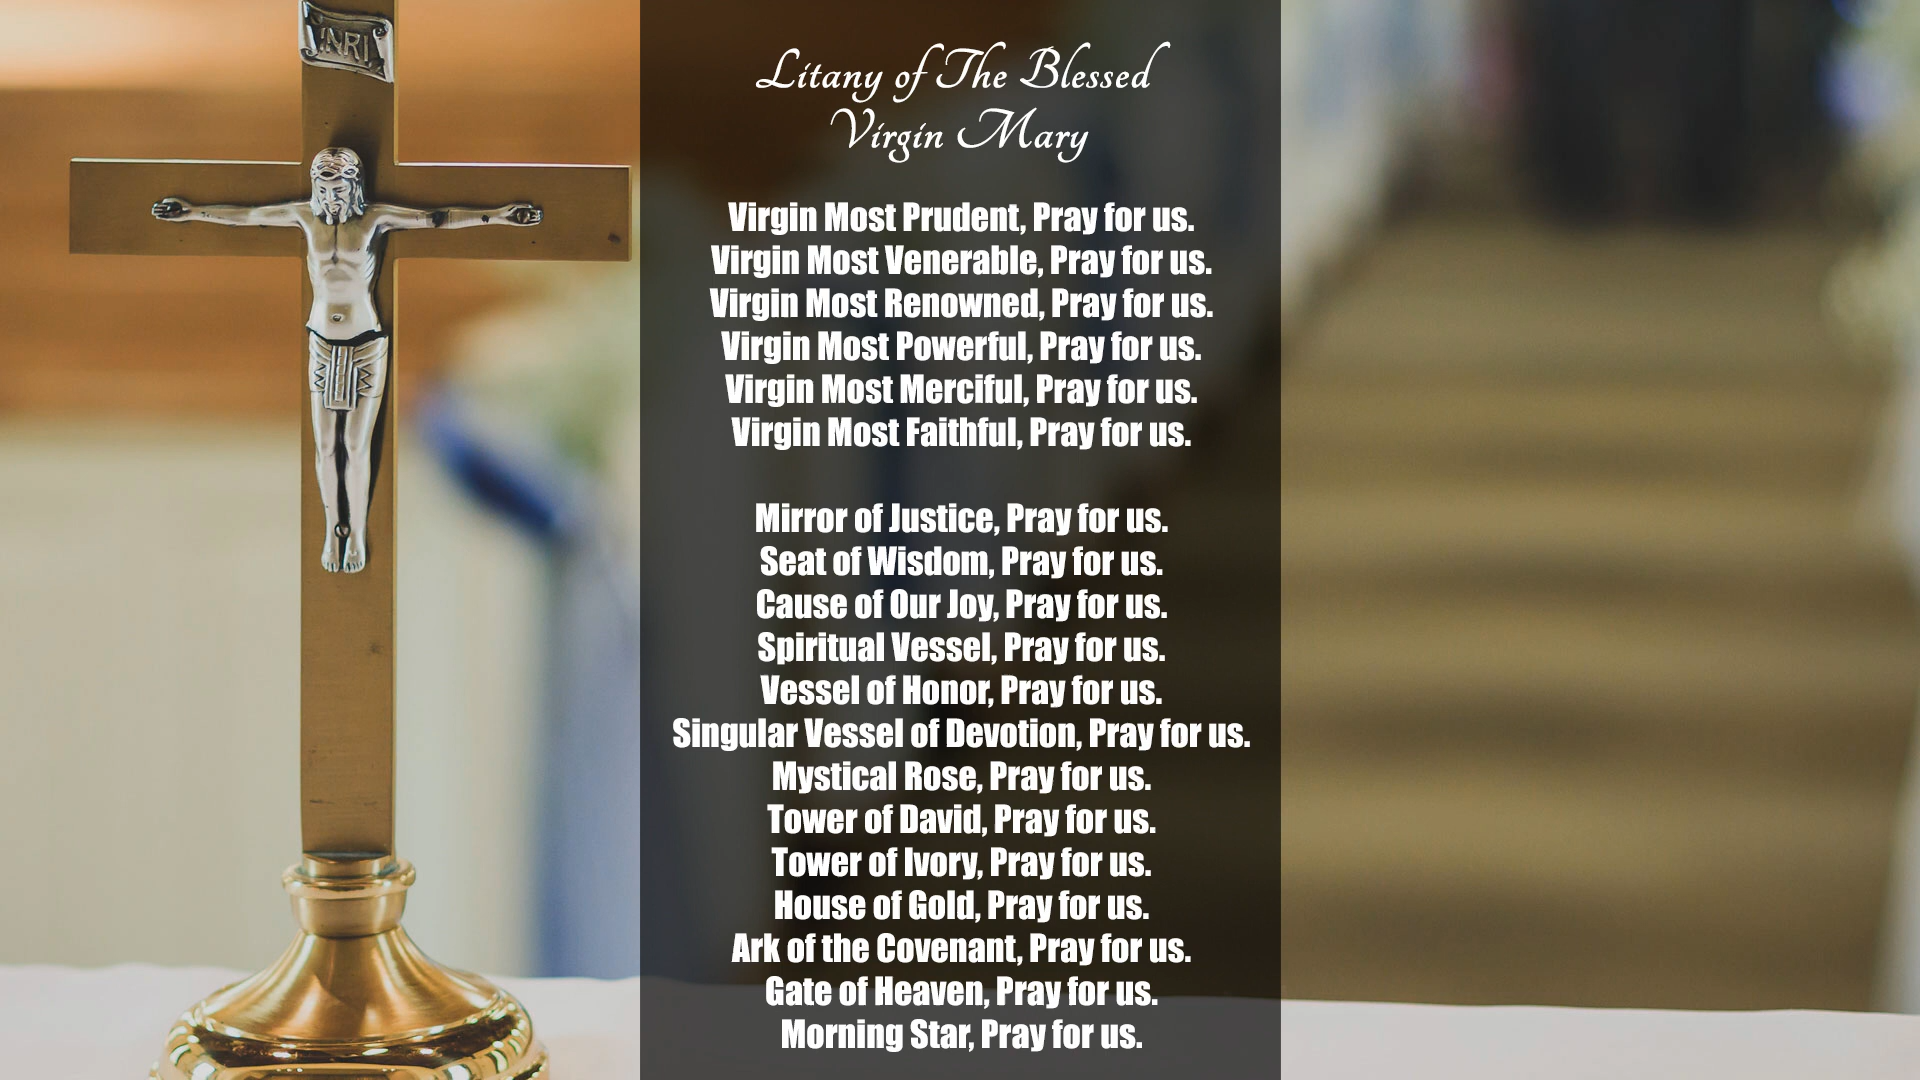 INRI
Litany of The Blessed
Virgin Mary
Virgin Most Prudent, Pray for us.
Virgin Most Venerable, Pray for us.
Virgin Most Renowned, Pray for us.
Virgin Most Powerful, Pray for us.
Virgin Most Merciful, Pray for us.
Virgin Most Faithful, Pray for us.
Mirror of Justice, Pray for us.
Seat of Wisdom, Pray for us.
Cause of Our Joy, Pray for us.
Spiritual Vessel, Pray for us.
Vessel of Honor, Pray for us.
Singular Vessel of Devotion, Pray for us.
Mystical Rose, Pray for us.
Tower of David, Pray for us.
Tower of Ivory, Pray for us.
House of Gold, Pray for us.
Ark of the Covenant, Pray for us.
Gate of Heaven, Pray for us.
Morning Star, Pray for us.